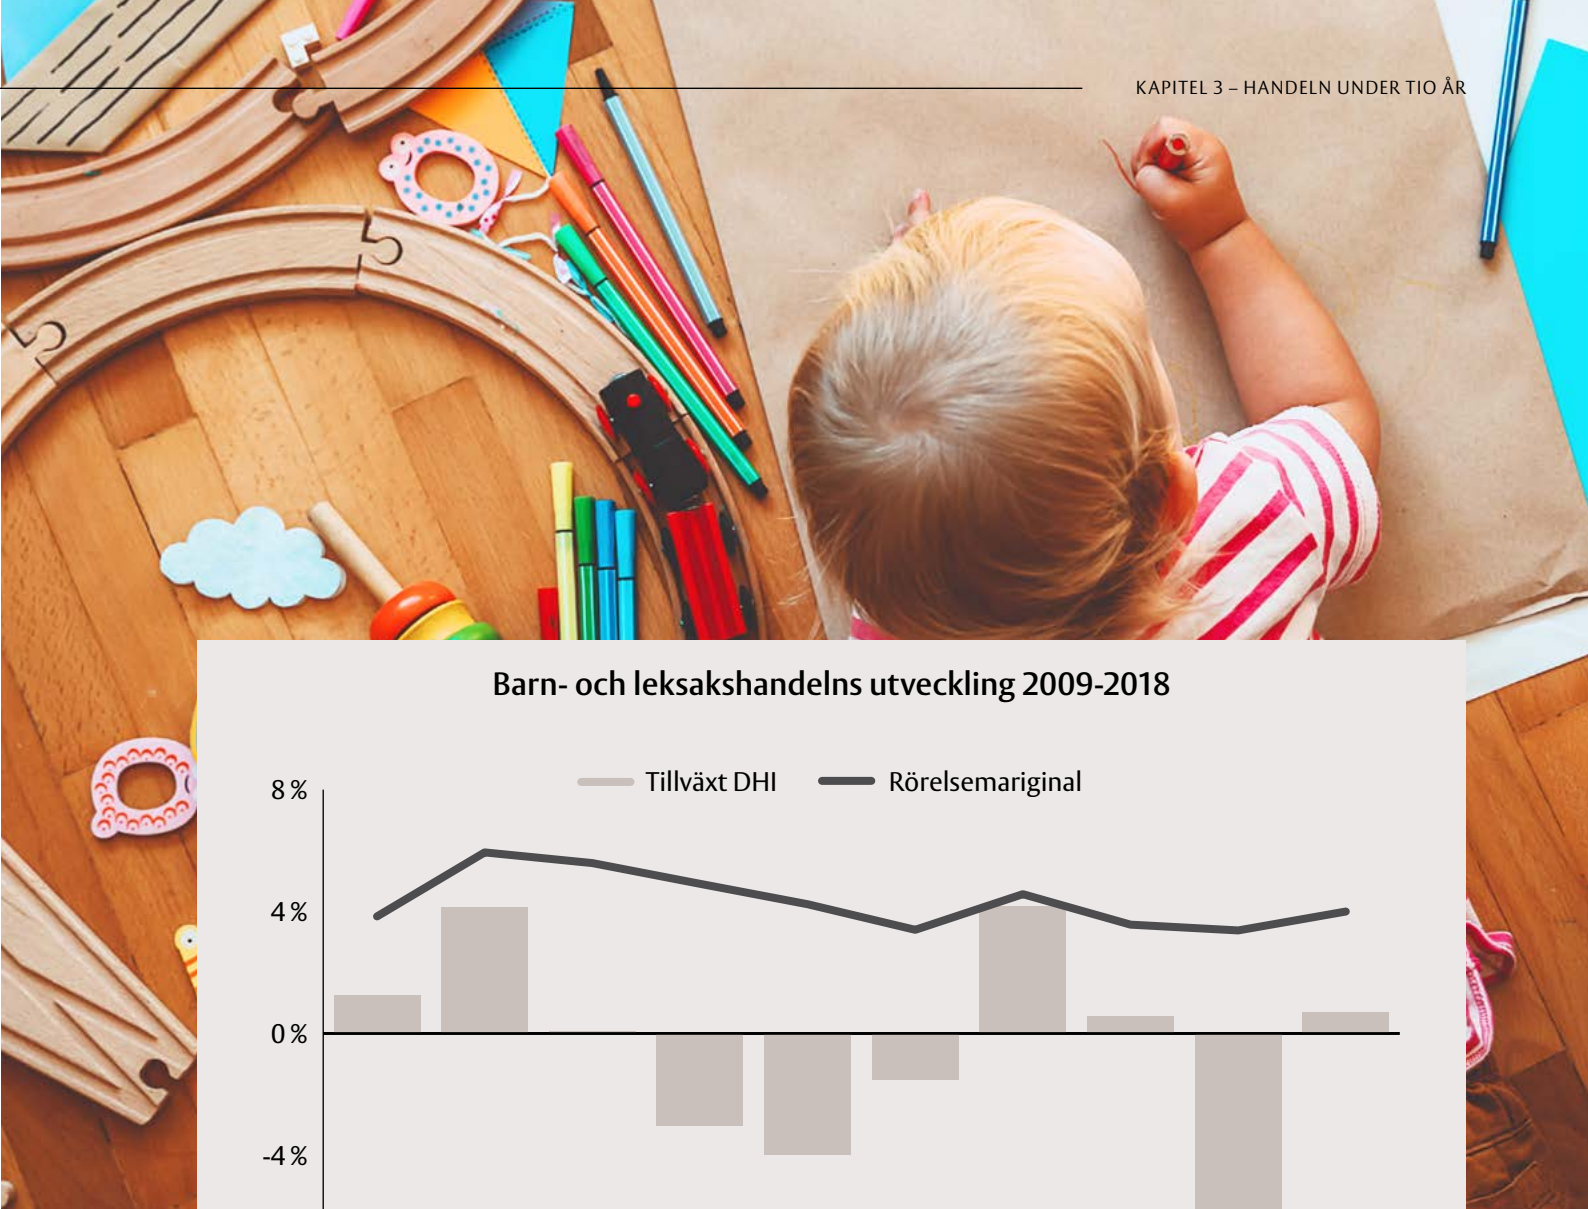 KAPITEL 3 – HANDELN UNDER TIO ÅR
Barn- och leksakshandelns utveckling 2009-2018
Tillväxt DHI
Rörelsemariginal
8 %
4 %
0 %
-4 %